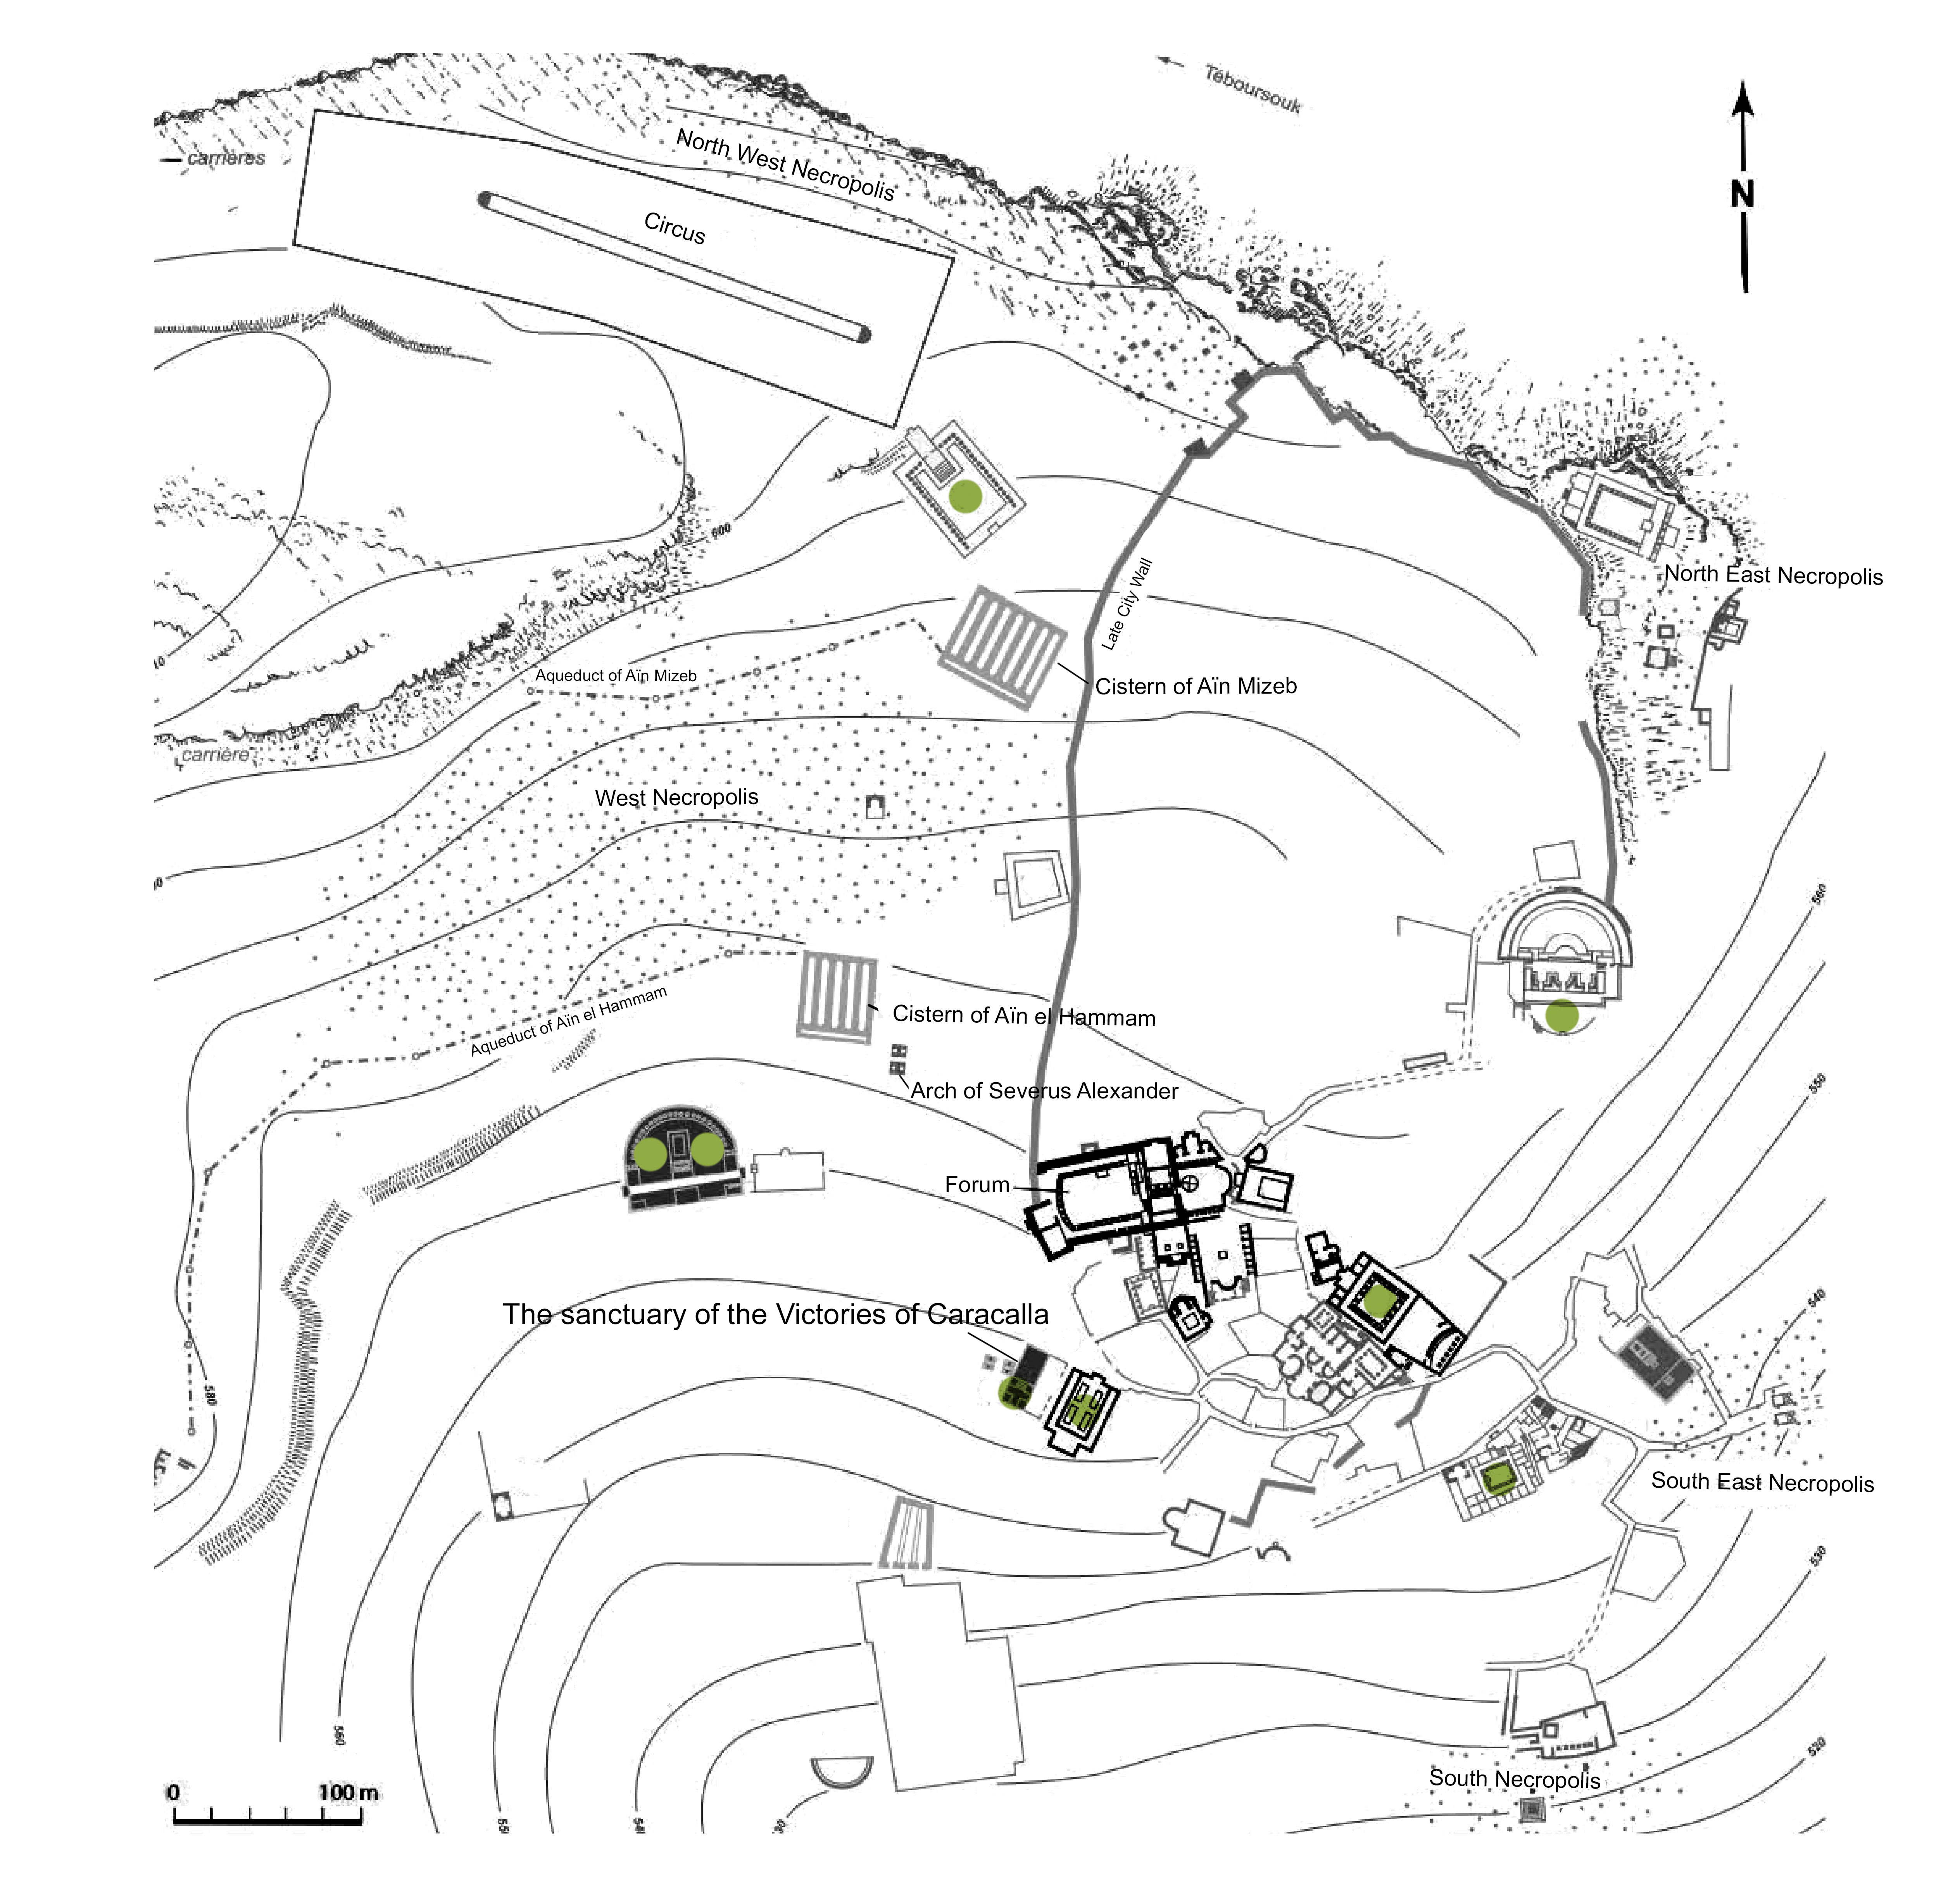 Téboursouk
carrières
North West Necropolis
N
Circus
600
North East Necropolis
Late City Wall
Aqueduct of Aïn Mizeb
Cistern of Aïn Mizeb
carrière
West Necropolis
560
Aqueduct of Aïn el Hammam
Cistern of Aïn el Hammam
Arch of Severus Alexander
550
Forum
540
The sanctuary of the Victories of Caracalla
580
South East Necropolis
530
560
520
South Necropolis
0 100 m